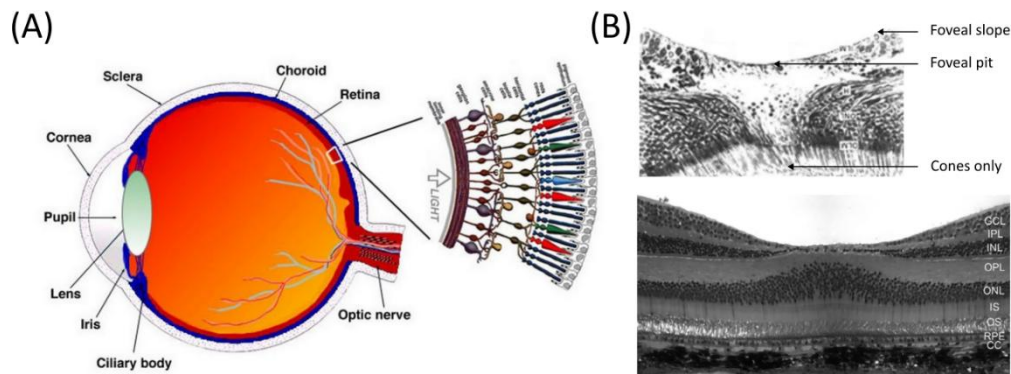 (A)
(B)
Sclera
Choroid
Retina
Cornea
Pupil
Lens
Iris
Ciliary body
Optic nerve
LIGHT
Foveal slope
Foveal pit
Cones only
GCL
IPL
INL
OPL
ONL
IS
OS
RPE
CC